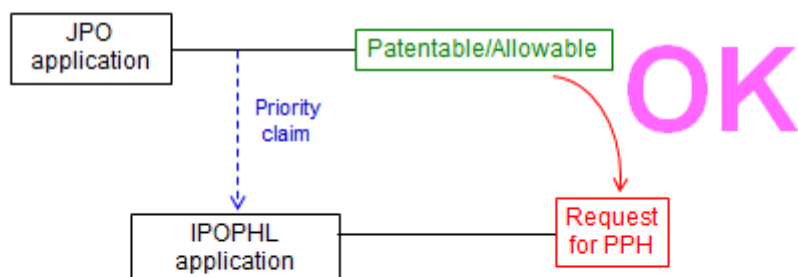 JPO
application
Patentable/Allowable
OK
Priority
claim
IPOPHL
application
Request
for PPH